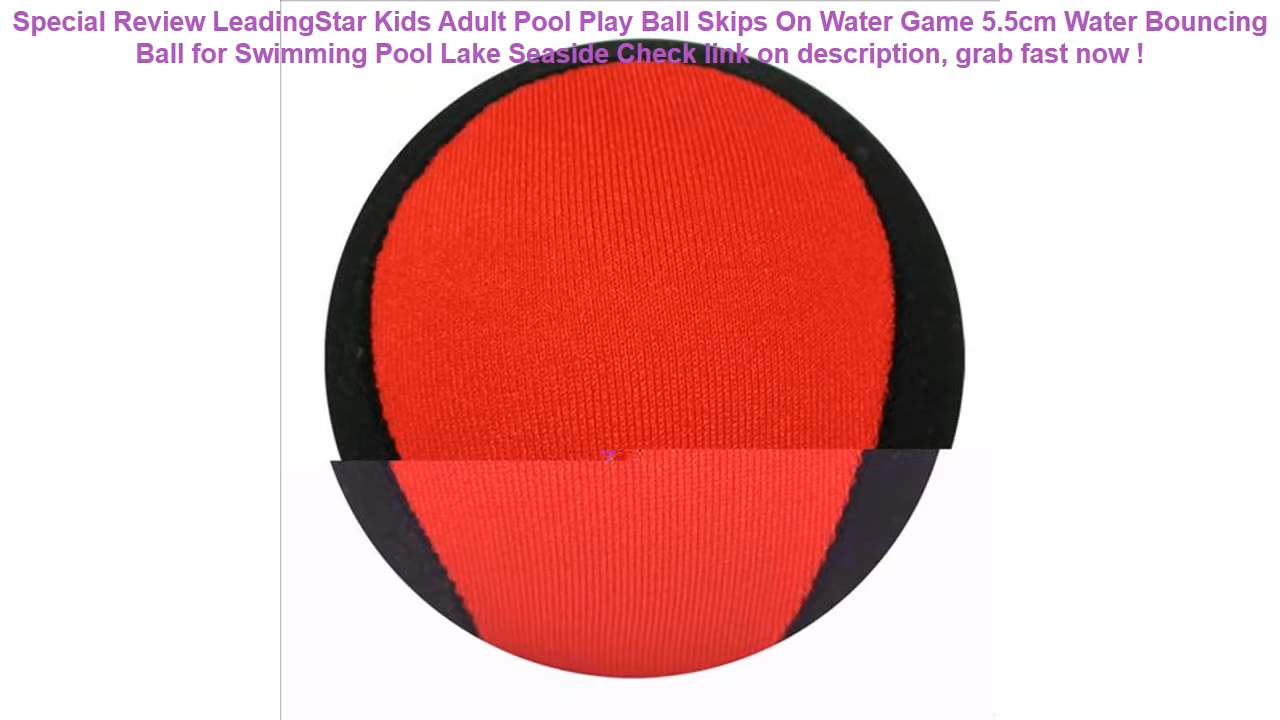 Special Review LeadingStar Kids Adult Pool Play Ball Skips On Water Game 5.5cm Water Bouncing
Ball for Swimming Pool Lake Seaside Check link on description, grab fast now !